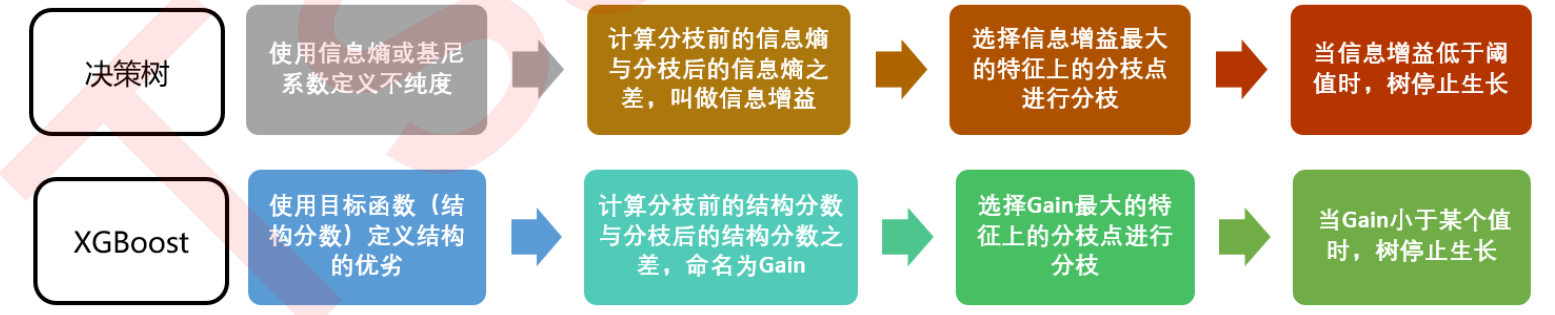 决策树
使用信息熵或基尼
系数定义不纯度
计算分枝前的信息熵
与分枝后的信息熵之
差，叫做信息增益
选择信息增益最大
的特征上的分枝点
进行分枝
当信息增益低于阈
值时，树停止生长
XGBoost
使用目标函数（结
构分数）定义结构
的优劣
计算分枝前的结构分数
与分枝后的结构分数之
差，命名为Gain
选择Gain最大的特
征上的分枝点进行
分枝
当Gain小于某个值
时，树停止生长